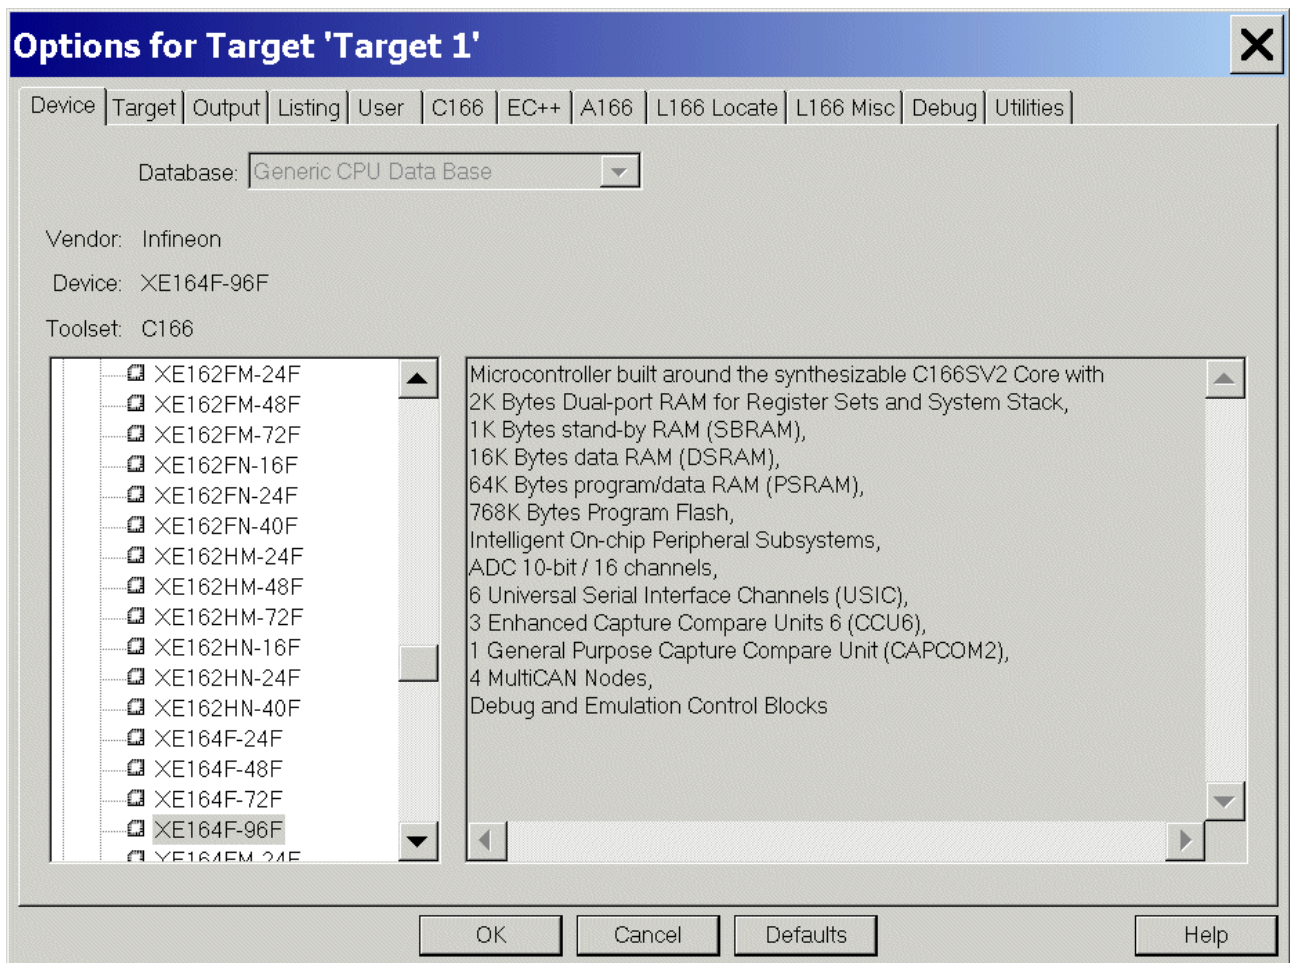 Options for Target 'Target 1'
Device Target Output Listing User C166 EC++ A166 L166 Locate L166 Misc Debug Utilities
Database: Generic CPU Data Base
Vendor: Infineon
Device: XE164F-96F
Toolset: C166
XE162FM-24F
XE162FM-48F
XE162FM-72F
XE162FN-16F
XE162FN-24F
XE162FN-40F
XE162HM-24F
XE162HM-48F
XE162HM-72F
XE162HN-16F
XE162HN-24F
XE162HN-40F
XE164F-24F
XE164F-48F
XE164F-72F
XE164F-96F
XE164FM-24F
Microcontroller built around the synthesizable C166SV2 Core with
2K Bytes Dual-port RAM for Register Sets and System Stack,
1K Bytes stand-by RAM (SBRAM),
16K Bytes data RAM (DSRAM),
64K Bytes program/data RAM (PSRAM),
768K Bytes Program Flash,
Intelligent On-chip Peripheral Subsystems,
ADC 10-bit / 16 channels,
6 Universal Serial Interface Channels (USIC),
3 Enhanced Capture Compare Units 6 (CCU6),
1 General Purpose Capture Compare Unit (CAPCOM2),
4 MultiCAN Nodes,
Debug and Emulation Control Blocks
OK Cancel Defaults Help